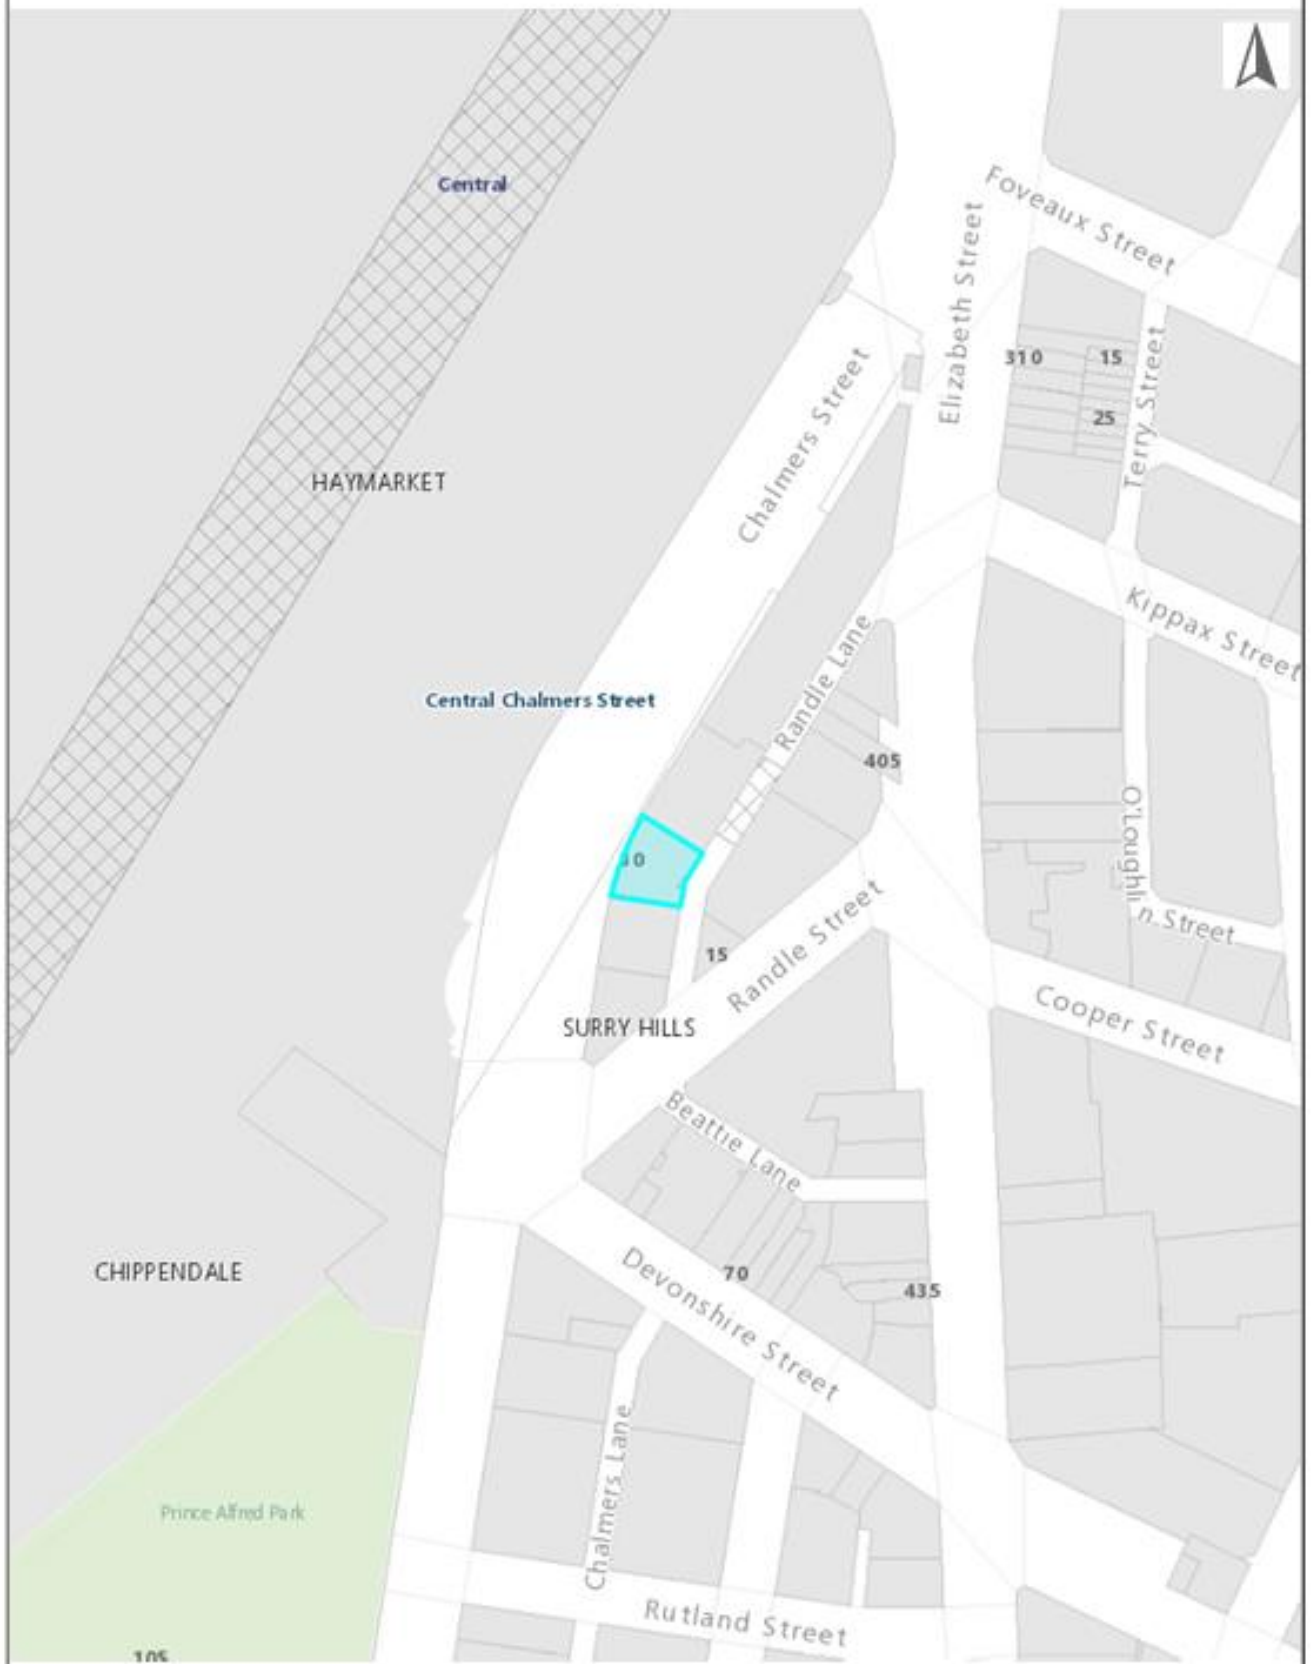 Central
Foveaux Street
Elizabeth Street
310
15
Terry Street
25
Chalmers Street
HAYMARKET
Kippax Street
Randle Lane
Central Chalmers Street
405
O'Loughlin Street
Randle Street
15
Cooper Street
SURRY HILLS
Beattie Lane
CHIPPENDALE
Devonshire Street
70
435
Chalmers Lane
Prince Alfred Park
Rutland Street
105